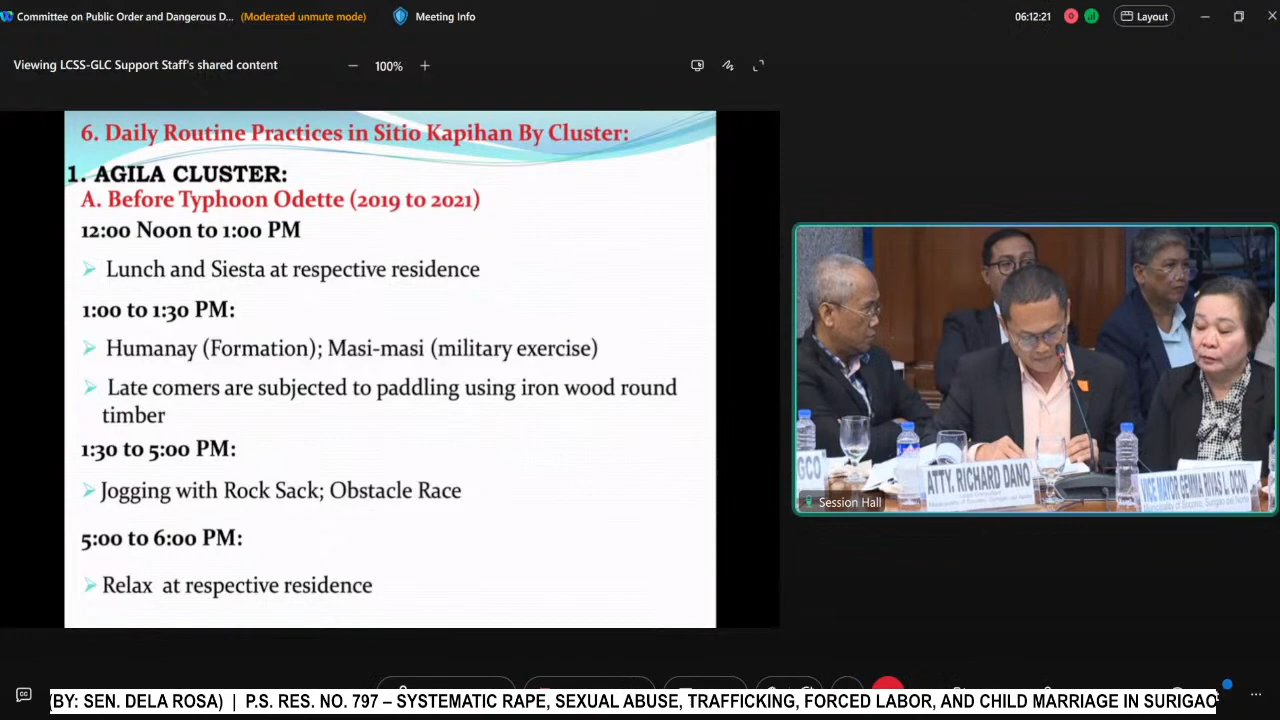 Committee on Public Order and Dangerous D... (Moderated unmute mode) Meeting Info 06:12:21 Layout
Viewing LCSS-GLC Support Staff's shared content 100%
6. Daily Routine Practices in Sitio Kapihan By Cluster:
1. AGILA CLUSTER:
A. Before Typhoon Odette (2019 to 2021)
12:00 Noon to 1:00 PM
Lunch and Siesta at respective residence
1:00 to 1:30 PM:
Humanay (Formation); Masi-masi (military exercise)
Late comers are subjected to paddling using iron wood round
timber
1:30 to 5:00 PM:
Jogging with Rock Sack; Obstacle Race
5:00 to 6:00 PM:
Relax at respective residence
GCO
ATTY. RICHARD DANO
VICE MAYOR GEMMA RIVAS L. OCON
Session Hall
(BY: SEN. DELA ROSA) | P.S. RES. NO. 797 – SYSTEMATIC RAPE, SEXUAL ABUSE, TRAFFICKING, FORCED LABOR, AND CHILD MARRIAGE IN SURIGAO